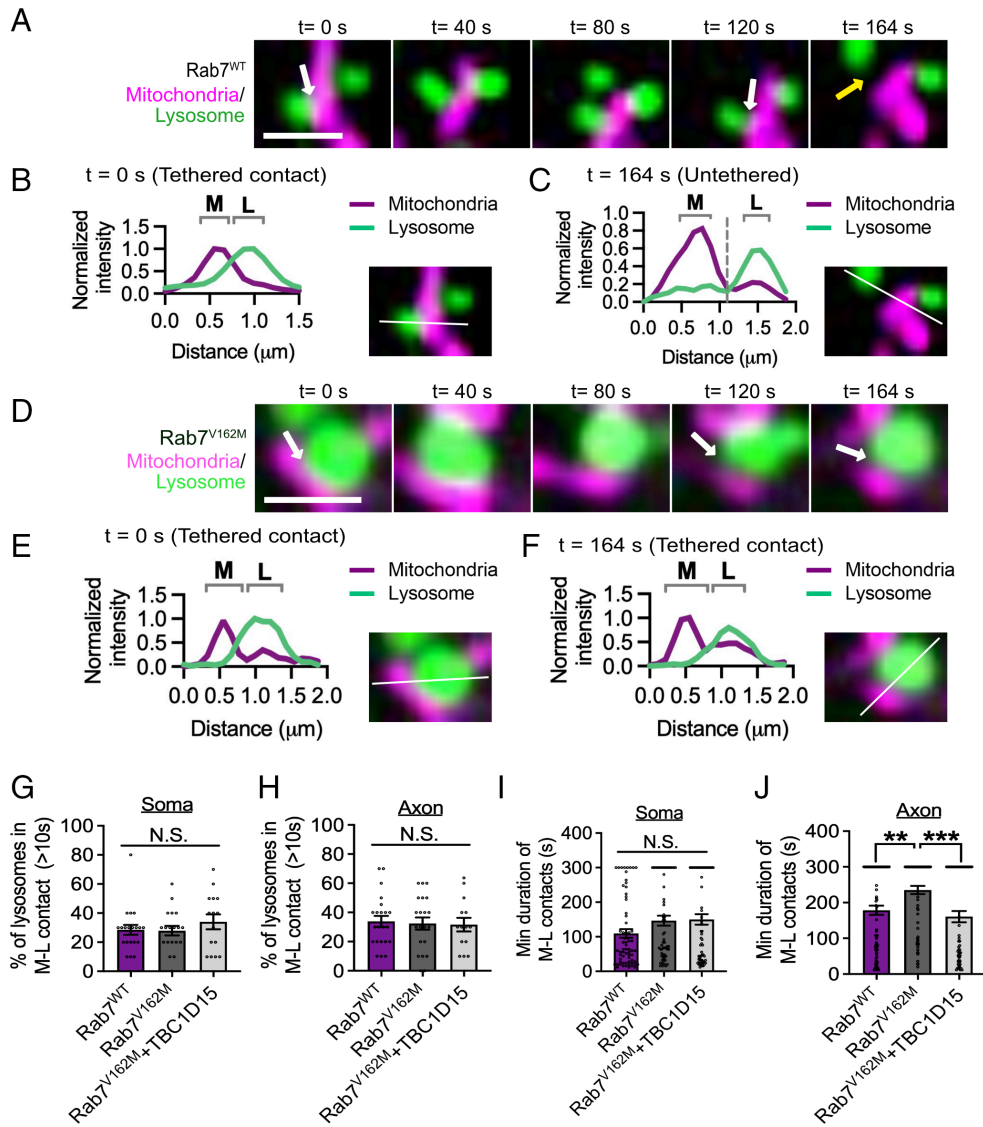 A
t= 0 s
t= 40 s
t= 80 s
t= 120 s
t= 164 s
Rab7WT
Mitochondria/
Lysosome
B
t = 0 s (Tethered contact)
M
L
Mitochondria
Lysosome
Normalized
intensity
1.5
1.0
0.5
0.0
0.0
0.5
1.0
1.5
Distance (μm)
C
t = 164 s (Untethered)
M
L
Mitochondria
Lysosome
Normalized
intensity
1.0
0.8
0.6
0.4
0.2
0.0
0.0
0.5
1.0
1.5
2.0
Distance (μm)
D
t= 0 s
t= 40 s
t= 80 s
t= 120 s
t= 164 s
Rab7V162M
Mitochondria/
Lysosome
E
t = 0 s (Tethered contact)
M
L
Mitochondria
Lysosome
Normalized
intensity
1.5
1.0
0.5
0.0
0.0
0.5
1.0
1.5
2.0
Distance (μm)
F
t = 164 s (Tethered contact)
M
L
Mitochondria
Lysosome
Normalized
intensity
1.5
1.0
0.5
0.0
0.0
0.5
1.0
1.5
2.0
Distance (μm)
G
Soma
N.S.
% of lysosomes in
M-L contact (>10s)
100
80
60
40
20
0
Rab7WT
Rab7V162M
Rab7V162M+TBC1D15
H
Axon
N.S.
% of lysosomes in
M-L contact (>10s)
100
80
60
40
20
0
Rab7WT
Rab7V162M
Rab7V162M+TBC1D15
I
Soma
N.S.
Min duration of
M-L contacts (s)
400
300
200
100
0
Rab7WT
Rab7V162M
Rab7V162M+TBC1D15
J
Axon
** ***
Min duration of
M-L contacts (s)
400
300
200
100
0
Rab7WT
Rab7V162M
Rab7V162M+TBC1D15